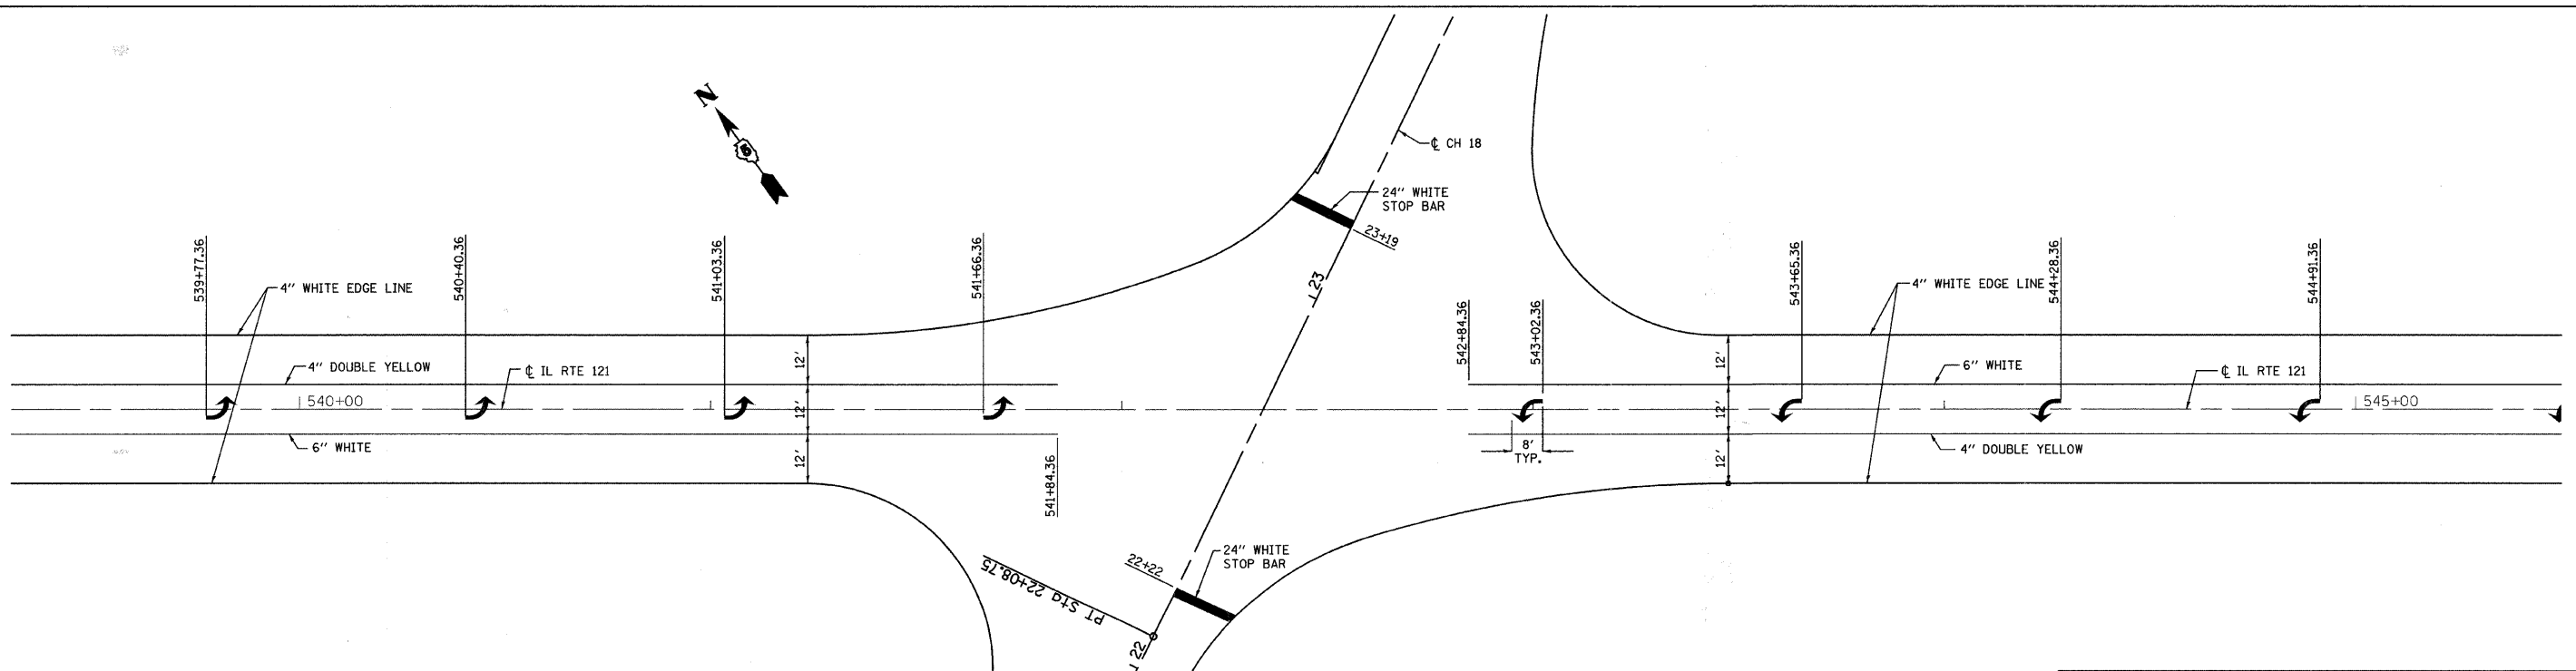 N
℄ CH 18
24" WHITE
STOP BAR
23+19
539+77.36
540+40.36
541+03.36
541+66.36
542+84.36
543+02.36
543+65.36
544+28.36
544+91.36
4" WHITE EDGE LINE
4" WHITE EDGE LINE
23
12'
12'
4" DOUBLE YELLOW
℄ IL RTE 121
6" WHITE
℄ IL RTE 121
540+00
12'
12'
545+00
6" WHITE
8'
TYP.
4" DOUBLE YELLOW
12'
12'
541+84.36
24" WHITE
STOP BAR
22+22
PT Sta 22+08.75
22